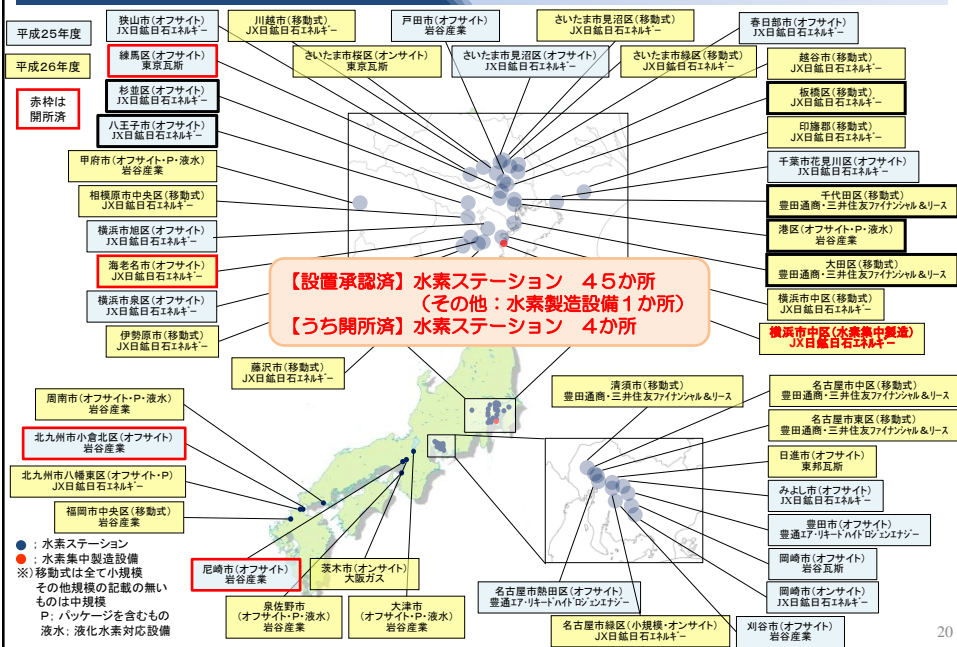 平成25年度
平成26年度
赤枠は
開所済
狭山市(オフサイト)
JX日鉱日石エネルギー
川越市(移動式)
JX日鉱日石エネルギー
戸田市(オフサイト)
岩谷産業
さいたま市見沼区(移動式)
JX日鉱日石エネルギー
春日部市(オフサイト)
JX日鉱日石エネルギー
練馬区(オフサイト)
東京瓦斯
さいたま市桜区(オンサイト)
東京瓦斯
さいたま市見沼区(オフサイト)
JX日鉱日石エネルギー
さいたま市緑区(移動式)
JX日鉱日石エネルギー
越谷市(移動式)
JX日鉱日石エネルギー
杉並区(オフサイト)
JX日鉱日石エネルギー
板橋区(移動式)
JX日鉱日石エネルギー
八王子市(オフサイト)
JX日鉱日石エネルギー
印旛郡(移動式)
JX日鉱日石エネルギー
甲府市(オフサイト・P・液水)
岩谷産業
千葉市花見川区(オフサイト)
JX日鉱日石エネルギー
相模原市中央区(移動式)
JX日鉱日石エネルギー
千代田区(移動式)
豊田通商・三井住友ファイナンシャル&リース
横浜市旭区(オフサイト)
JX日鉱日石エネルギー
港区(オフサイト・P・液水)
岩谷産業
海老名市(オフサイト)
JX日鉱日石エネルギー
大田区(移動式)
豊田通商・三井住友ファイナンシャル&リース
横浜市泉区(オフサイト)
JX日鉱日石エネルギー
横浜市中区(移動式)
JX日鉱日石エネルギー
伊勢原市(移動式)
JX日鉱日石エネルギー
横浜市中区(水素集中製造)
JX日鉱日石エネルギー
【設置承認済】水素ステーション 45か所
(その他:水素製造設備1か所)
【うち開所済】水素ステーション 4か所
藤沢市(移動式)
JX日鉱日石エネルギー
周南市(オフサイト・P・液水)
岩谷産業
清須市(移動式)
豊田通商・三井住友ファイナンシャル&リース
名古屋市中区(移動式)
豊田通商・三井住友ファイナンシャル&リース
北九州市小倉北区(オフサイト)
岩谷産業
名古屋市東区(移動式)
豊田通商・三井住友ファイナンシャル&リース
北九州市八幡東区(オフサイト・P)
JX日鉱日石エネルギー
日進市(オフサイト)
東邦瓦斯
福岡市中央区(移動式)
岩谷産業
みよし市(オフサイト)
JX日鉱日石エネルギー
豊田市(オフサイト)
豊通エア・リキードハイドロジェンエナジー
岡崎市(オフサイト)
岩谷瓦斯
岡崎市(オンサイト)
JX日鉱日石エネルギー
尼崎市(オフサイト)
岩谷産業
茨木市(オンサイト)
大阪ガス
名古屋市熱田区(オフサイト)
豊通エア・リキードハイドロジェンエナジー
泉佐野市
(オフサイト・P・液水)
岩谷産業
大津市
(オフサイト・P・液水)
岩谷産業
名古屋市緑区(小規模・オンサイト)
JX日鉱日石エネルギー
刈谷市(オフサイト)
岩谷産業
:水素ステーション
:水素集中製造設備
※)移動式は全て小規模
その他規模の記載の無い
ものは中規模
P:パッケージを含むもの
液水:液化水素対応設備
20